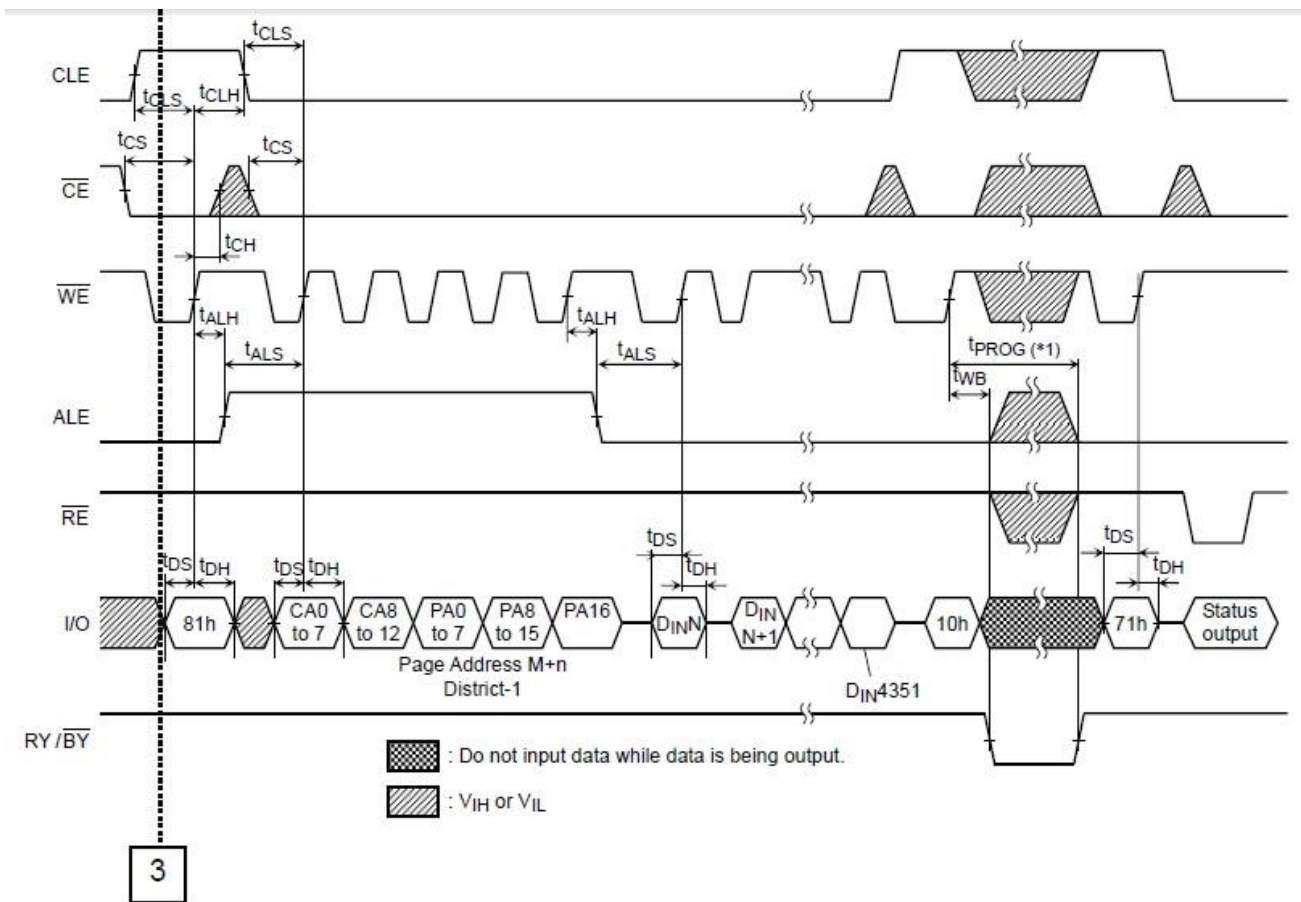 tCLS
CLE
tCLS tCLH
tCS tCS
CE
tCH
WE
tALH tALH
tALS tALS tPROG (*1)
tWB
ALE
RE
tDS tDH tDS tDH tDS tDH tDS tDH
I/O 81h CA0 to 7 CA8 to 12 PA0 to 7 PA8 to 15 PA16 DINN DIN N+1 10h 71h Status output
Page Address M+n
District-1
DIN4351
RY/BY
: Do not input data while data is being output.
: VIH or VIL
3